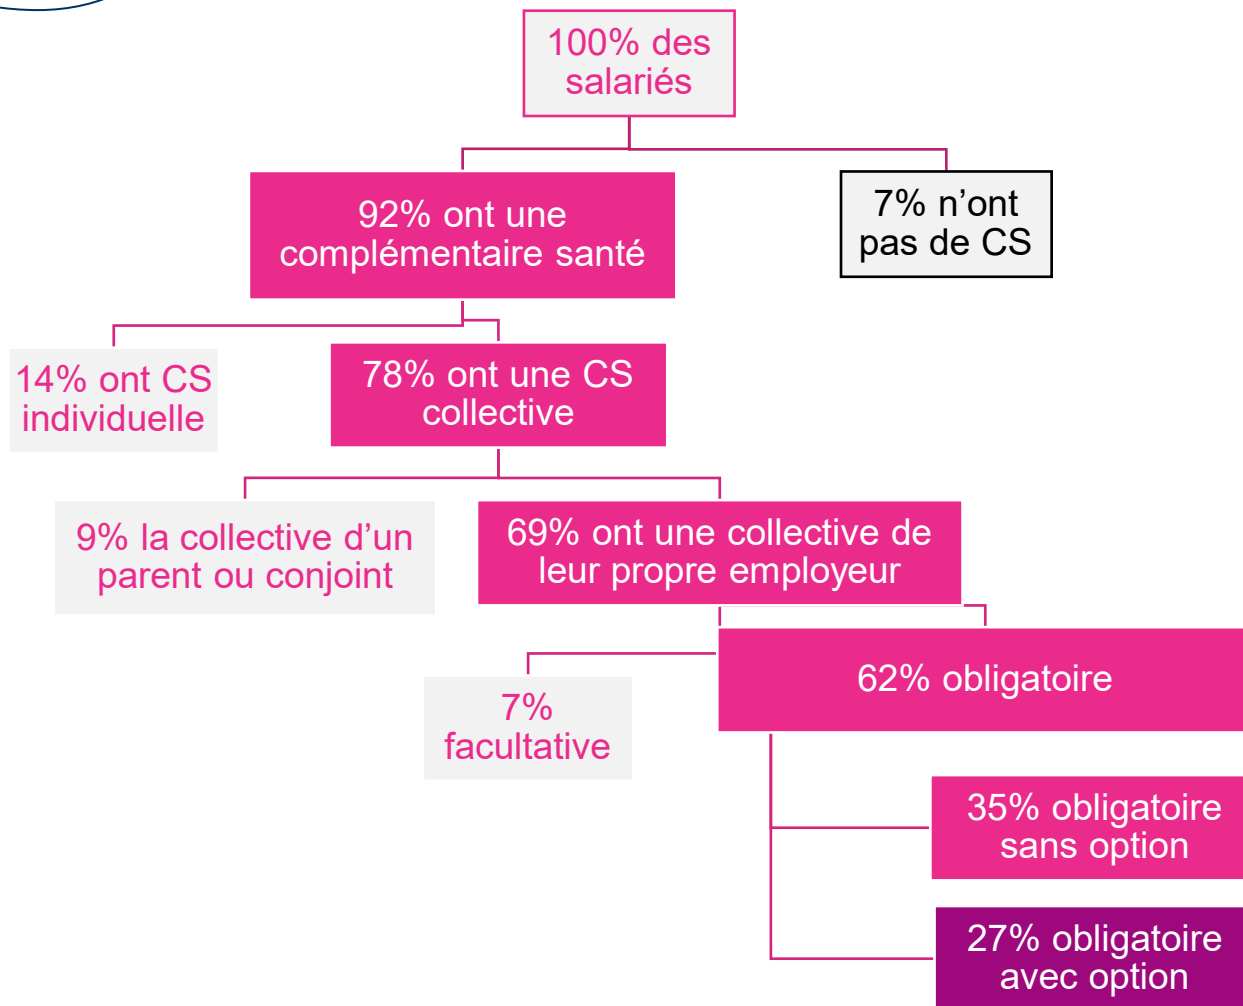 100% des
salariés
92% ont une
complémentaire santé
7% n’ont
pas de CS
14% ont CS
individuelle
78% ont une CS
collective
9% la collective d’un
parent ou conjoint
69% ont une collective de
leur propre employeur
62% obligatoire
7%
facultative
35% obligatoire
sans option
27% obligatoire
avec option